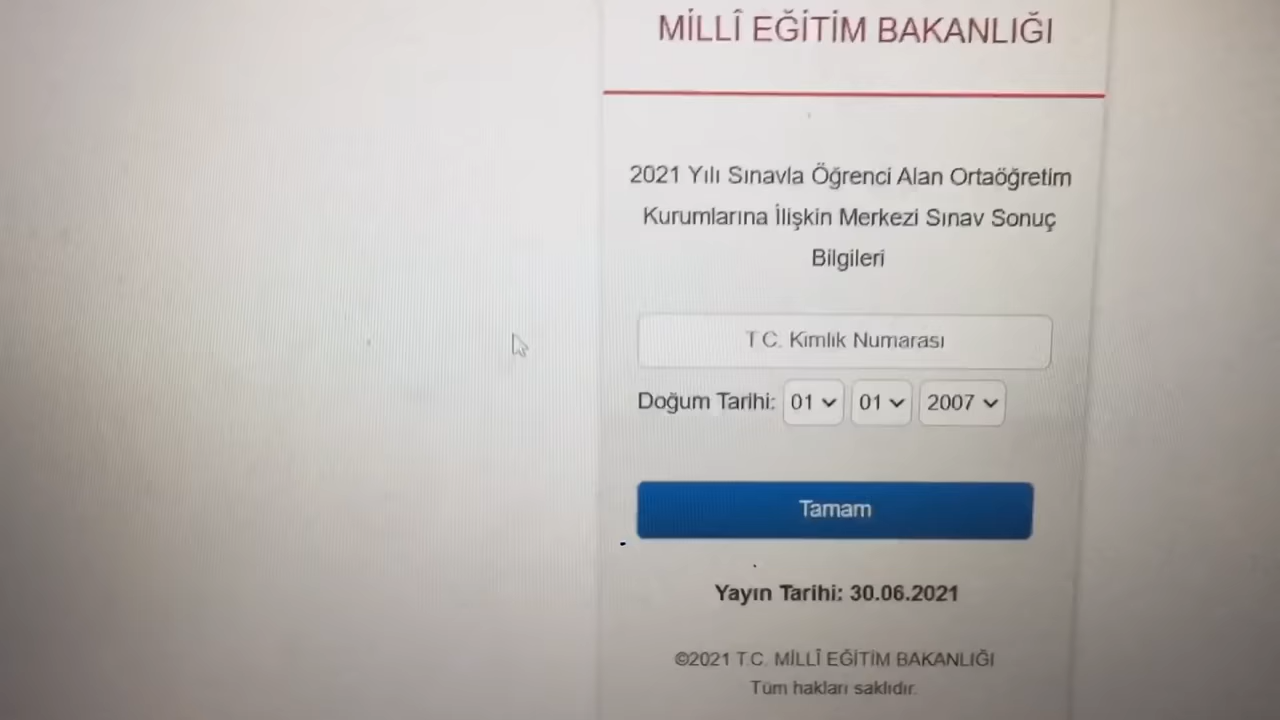 MİLLÎ EĞİTİM BAKANLIĞI
2021 Yılı Sınavla Öğrenci Alan Ortaöğretim
Kurumlarına İlişkin Merkezi Sınav Sonuç
Bilgileri
T.C. Kimlik Numarası
Doğum Tarihi: 01 01 2007
Tamam
Yayın Tarihi: 30.06.2021
©2021 T.C. MİLLÎ EĞİTİM BAKANLIĞI
Tüm hakları saklıdır.